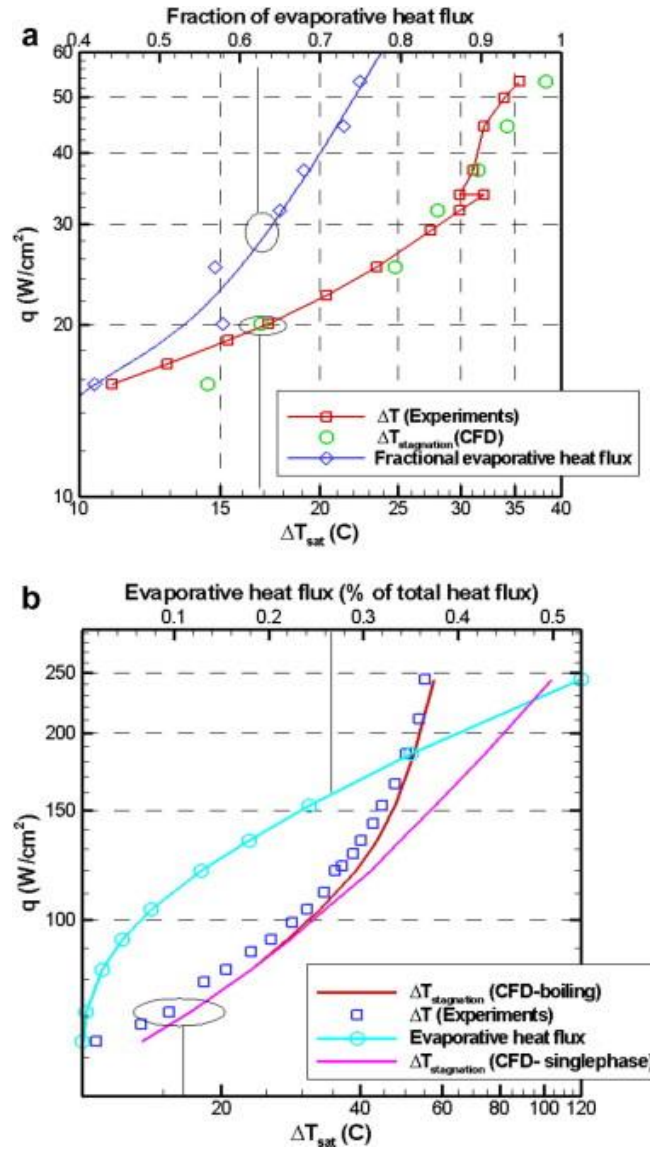 a
Fraction of evaporative heat flux
0.4 0.5 0.6 0.7 0.8 0.9 1
60
50
40
30
20
10
q (W/cm²)
ΔT (Experiments)
ΔTstagnation (CFD)
Fractional evaporative heat flux
10 15 20 25 30 35 40
ΔTsat (C)
b
Evaporative heat flux (% of total heat flux)
0.1 0.2 0.3 0.4 0.5
250
200
150
100
q (W/cm²)
ΔTstagnation (CFD-boiling)
ΔT (Experiments)
Evaporative heat flux
ΔTstagnation (CFD- singlephase)
20 40 60 80 100 120
ΔTsat (C)